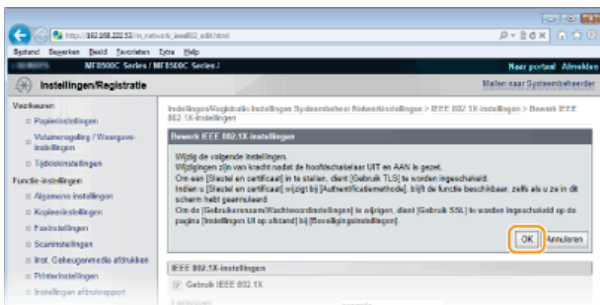 http://192.168.222.52/m_network_ieee802_edit.html
Bestand Bewerken Beeld Favorieten Extra Help
MF8500C Series / MF8500C Series /
Naar portaal Afmelden
Instellingen/Registratie
Mailen naar Systeembeheerder
Voorkeuren
Papierinstellingen
Volumeregeling / Weergave-
instellingen
Tijdklokinstellingen
Functie-instellingen
Algemene instellingen
Kopieerinstellingen
Faxinstellingen
Scaninstellingen
Inst. Geheugenmedia afdrukken
Printerinstellingen
Instellingen afdrukrapport
Instellingen/Registratie: Instellingen Systeembeheer: Netwerkinstellingen > IEEE 802.1X-instellingen > Bewerk IEEE
802.1X-instellingen
Bewerk IEEE 802.1X-instellingen
Wijzig de volgende instellingen.
Wijzigingen zijn van kracht nadat de hoofdschakelaar UIT en AAN is gezet.
Om een [Sleutel en certificaat] in te stellen, dient [Gebruik TLS] te worden ingeschakeld.
Indien u [Sleutel en certificaat] wijzigt bij [Authentificatiemethode], blijft de functie beschikbaar, zelfs als u ze in dit
scherm hebt geannuleerd.
Om de [Gebruikersnaam/Wachtwoordinstellingen] te wijzigen, dient [Gebruik SSL] te worden ingeschakeld op de
pagina [Instellingen UI op afstand] bij [Beveiligingsinstellingen].
OK Annuleren
IEEE 802.1X-instellingen
Gebruik IEEE 802.1X